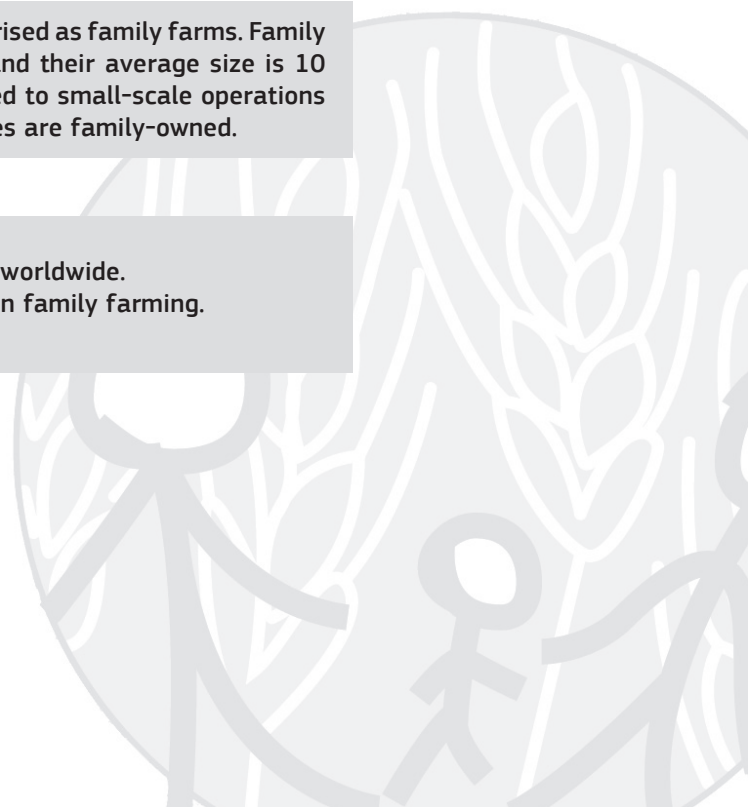 rised as family farms. Family
nd their average size is 10
ed to small-scale operations
es are family-owned.
worldwide.
n family farming.